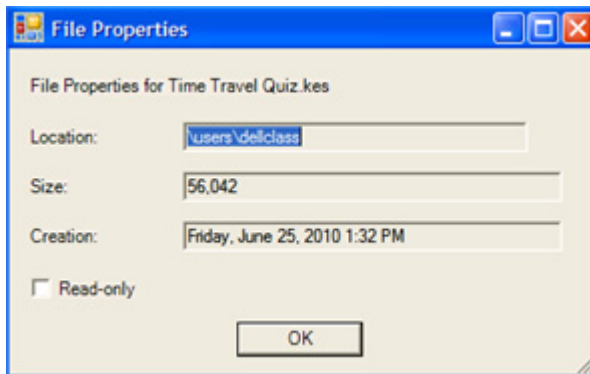 File Properties
File Properties for Time Travel Quiz.kes
Location: \users\dellclass
Size: 56,042
Creation: Friday, June 25, 2010 1:32 PM
Read-only
OK